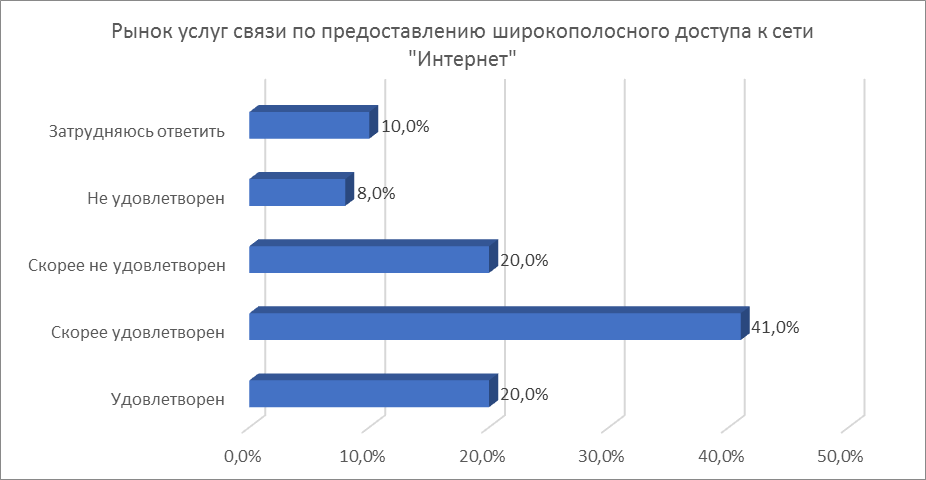 Рынок услуг связи по предоставлению широкополосного доступа к сети
"Интернет"
Затрудняюсь ответить
10,0%
Не удовлетворен
8,0%
Скорее не удовлетворен
20,0%
Скорее удовлетворен
41,0%
Удовлетворен
20,0%
0,0% 10,0% 20,0% 30,0% 40,0% 50,0%